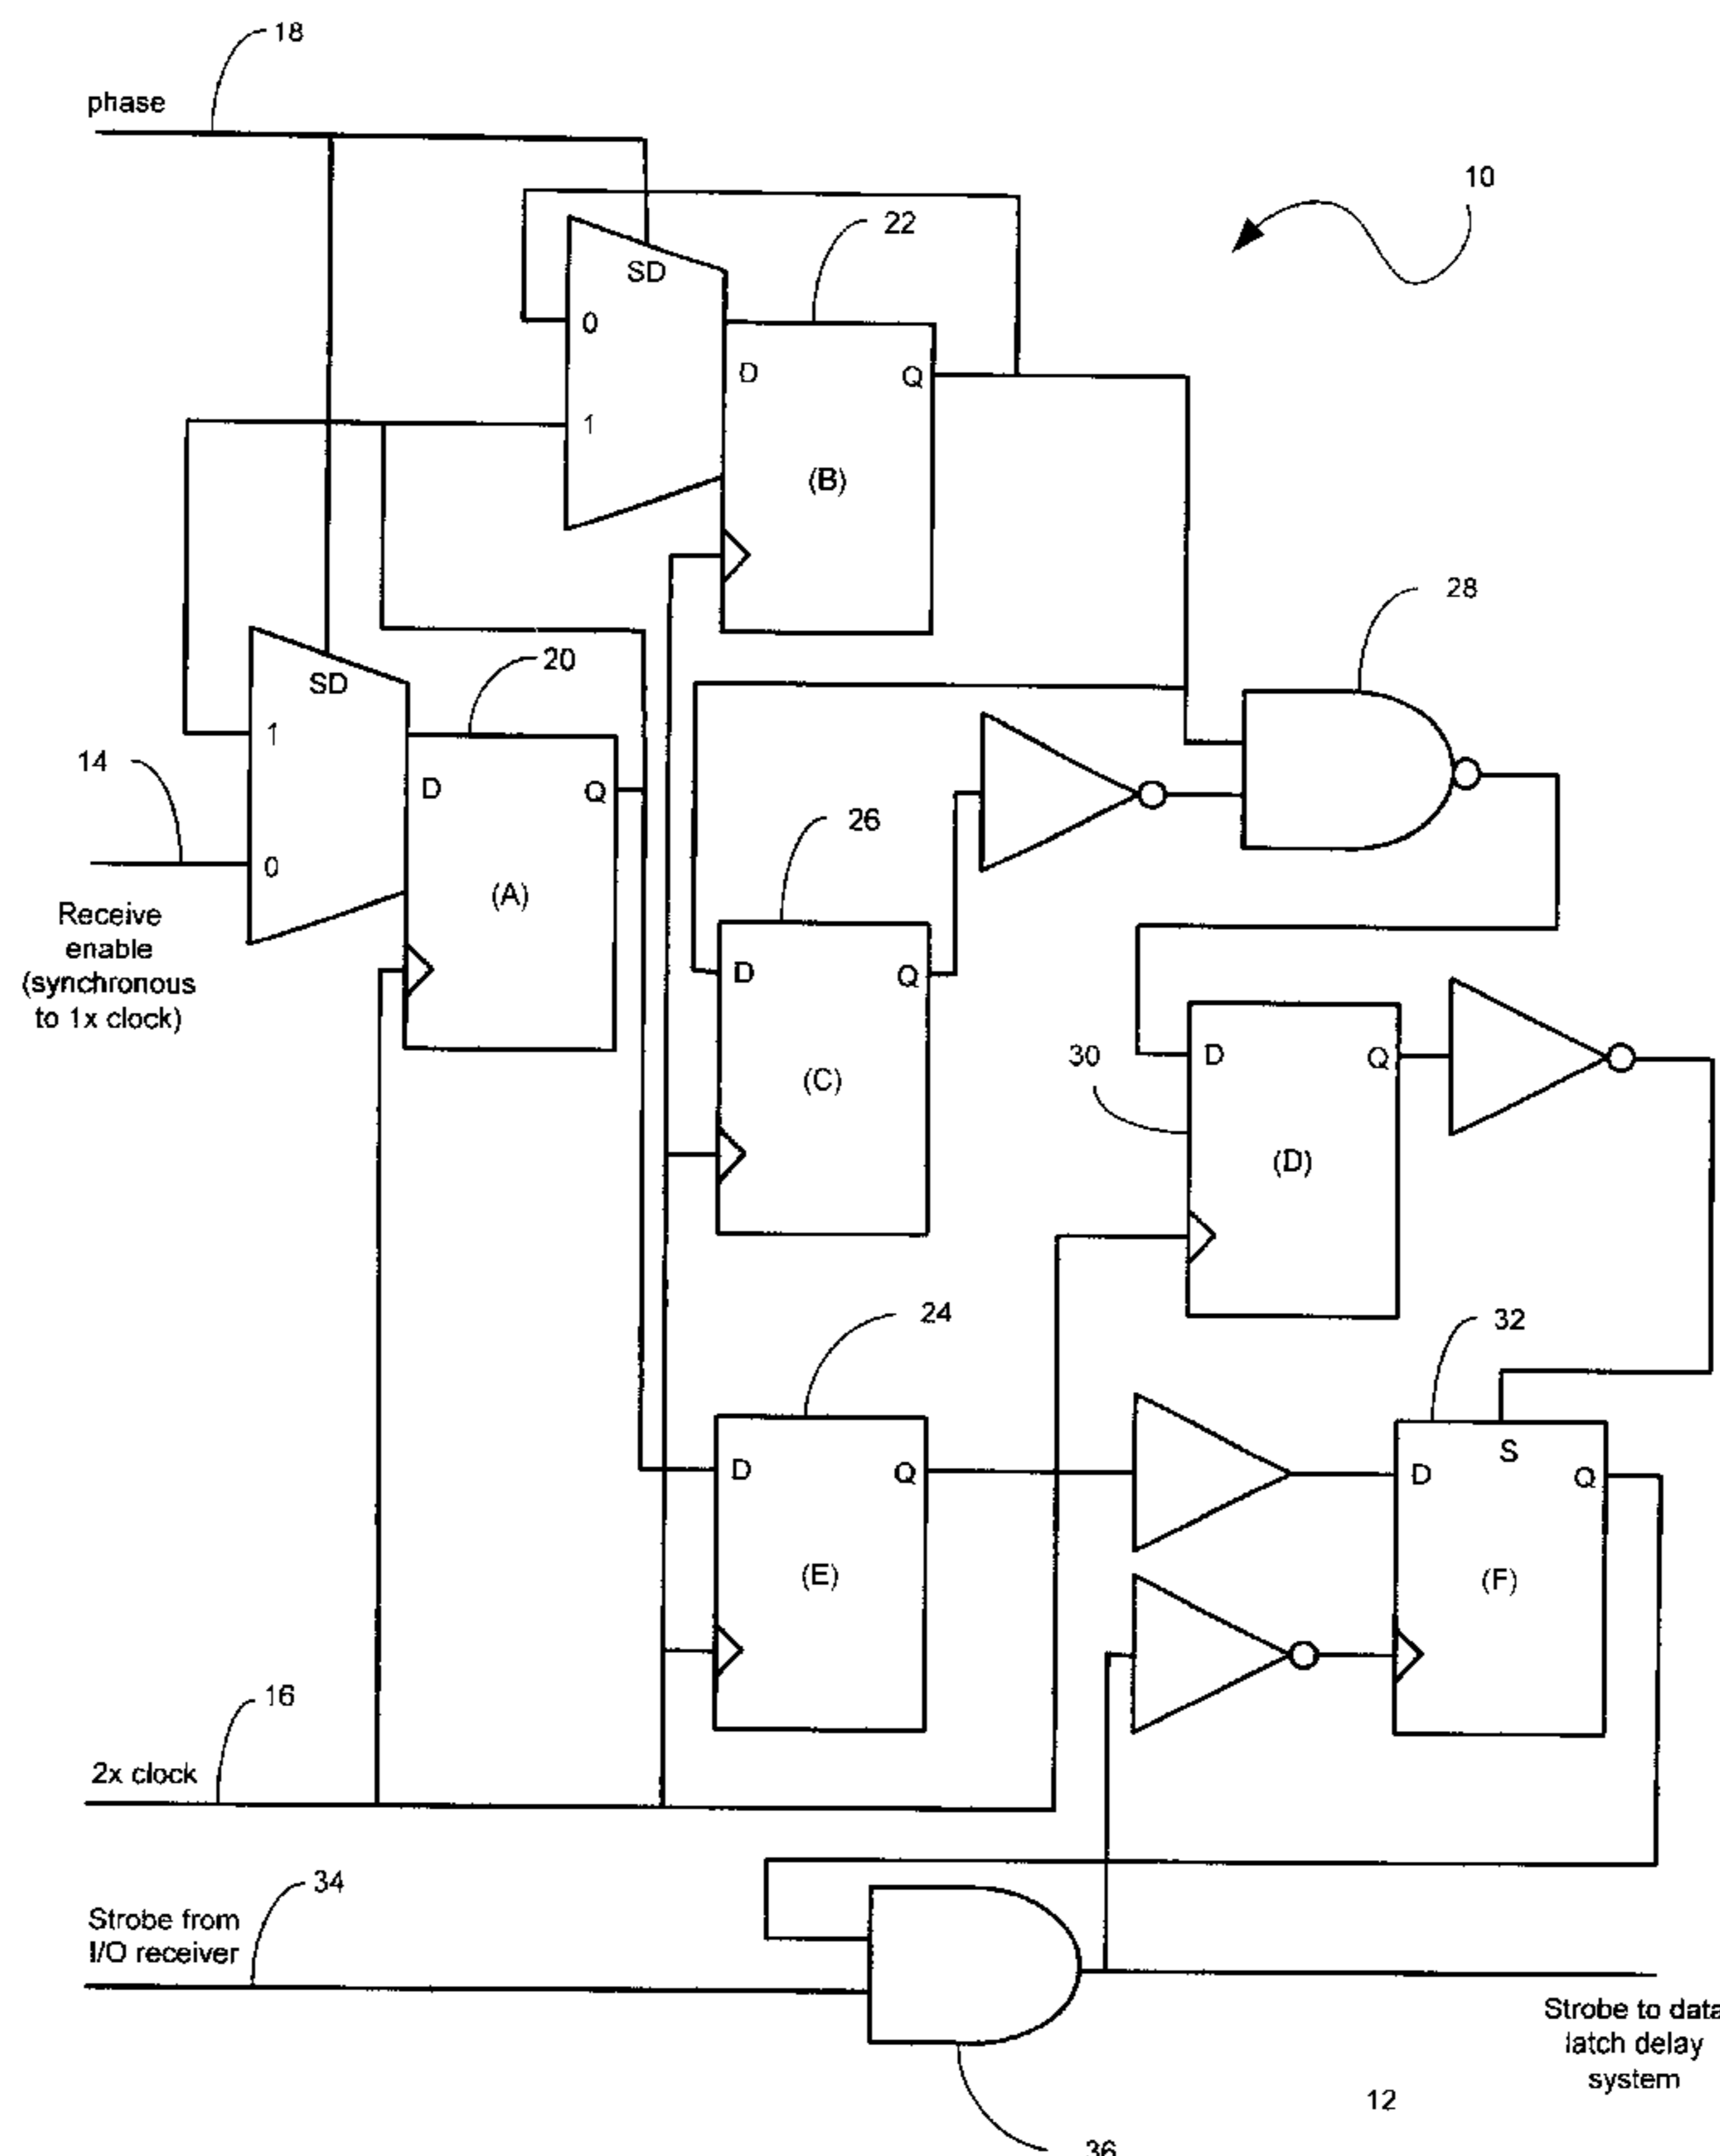 18
phase
10
22
SD
0
D
Q
1
(B)
28
20
SD
1
14
D
Q
26
0
(A)
Receive
enable
(synchronous
to 1x clock)
D
Q
30
D
Q
(C)
(D)
24
32
S
D
Q
D
Q
(E)
(F)
16
2x clock
34
Strobe from
I/O receiver
Strobe to data
latch delay
system
12
36